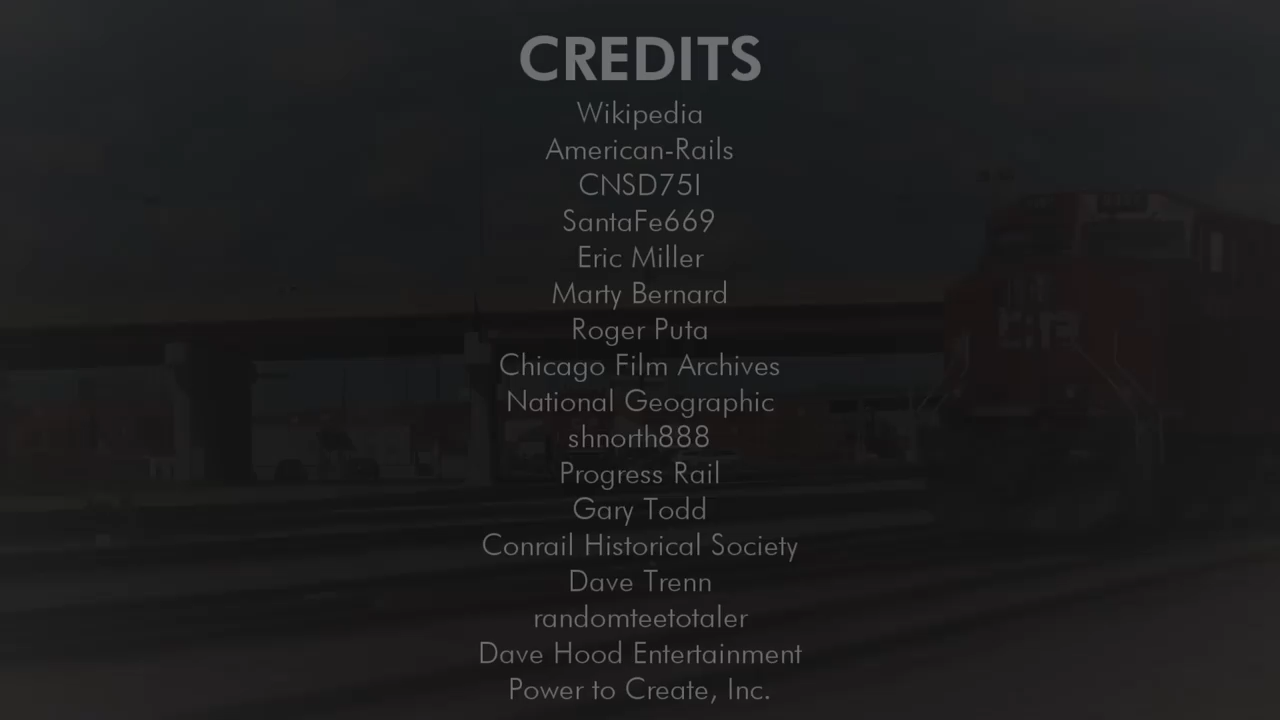 CREDITS
Wikipedia
American-Rails
CNSD75I
SantaFe669
Eric Miller
Marty Bernard
Roger Puta
Chicago Film Archives
National Geographic
shnorth888
Progress Rail
Gary Todd
Conrail Historical Society
Dave Trenn
randomteetotaler
Dave Hood Entertainment
Power to Create, Inc.